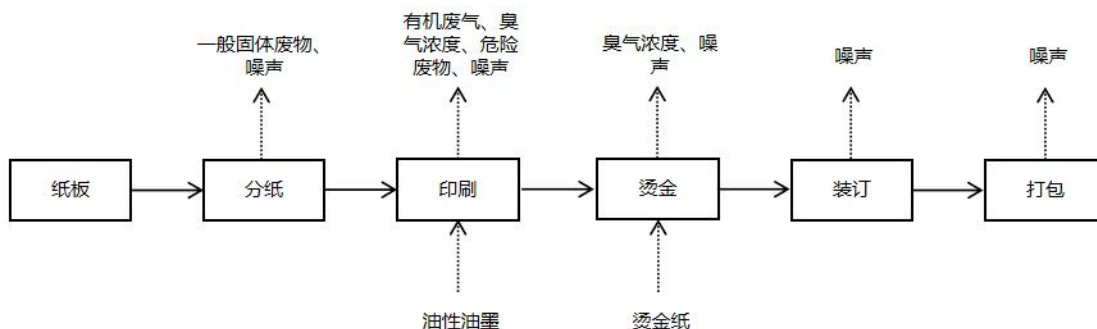 一般固体废物、
噪声
有机废气、臭
气浓度、危险
废物、噪声
臭气浓度、噪
声
噪声
噪声
纸板
分纸
印刷
烫金
装订
打包
油性油墨
烫金纸